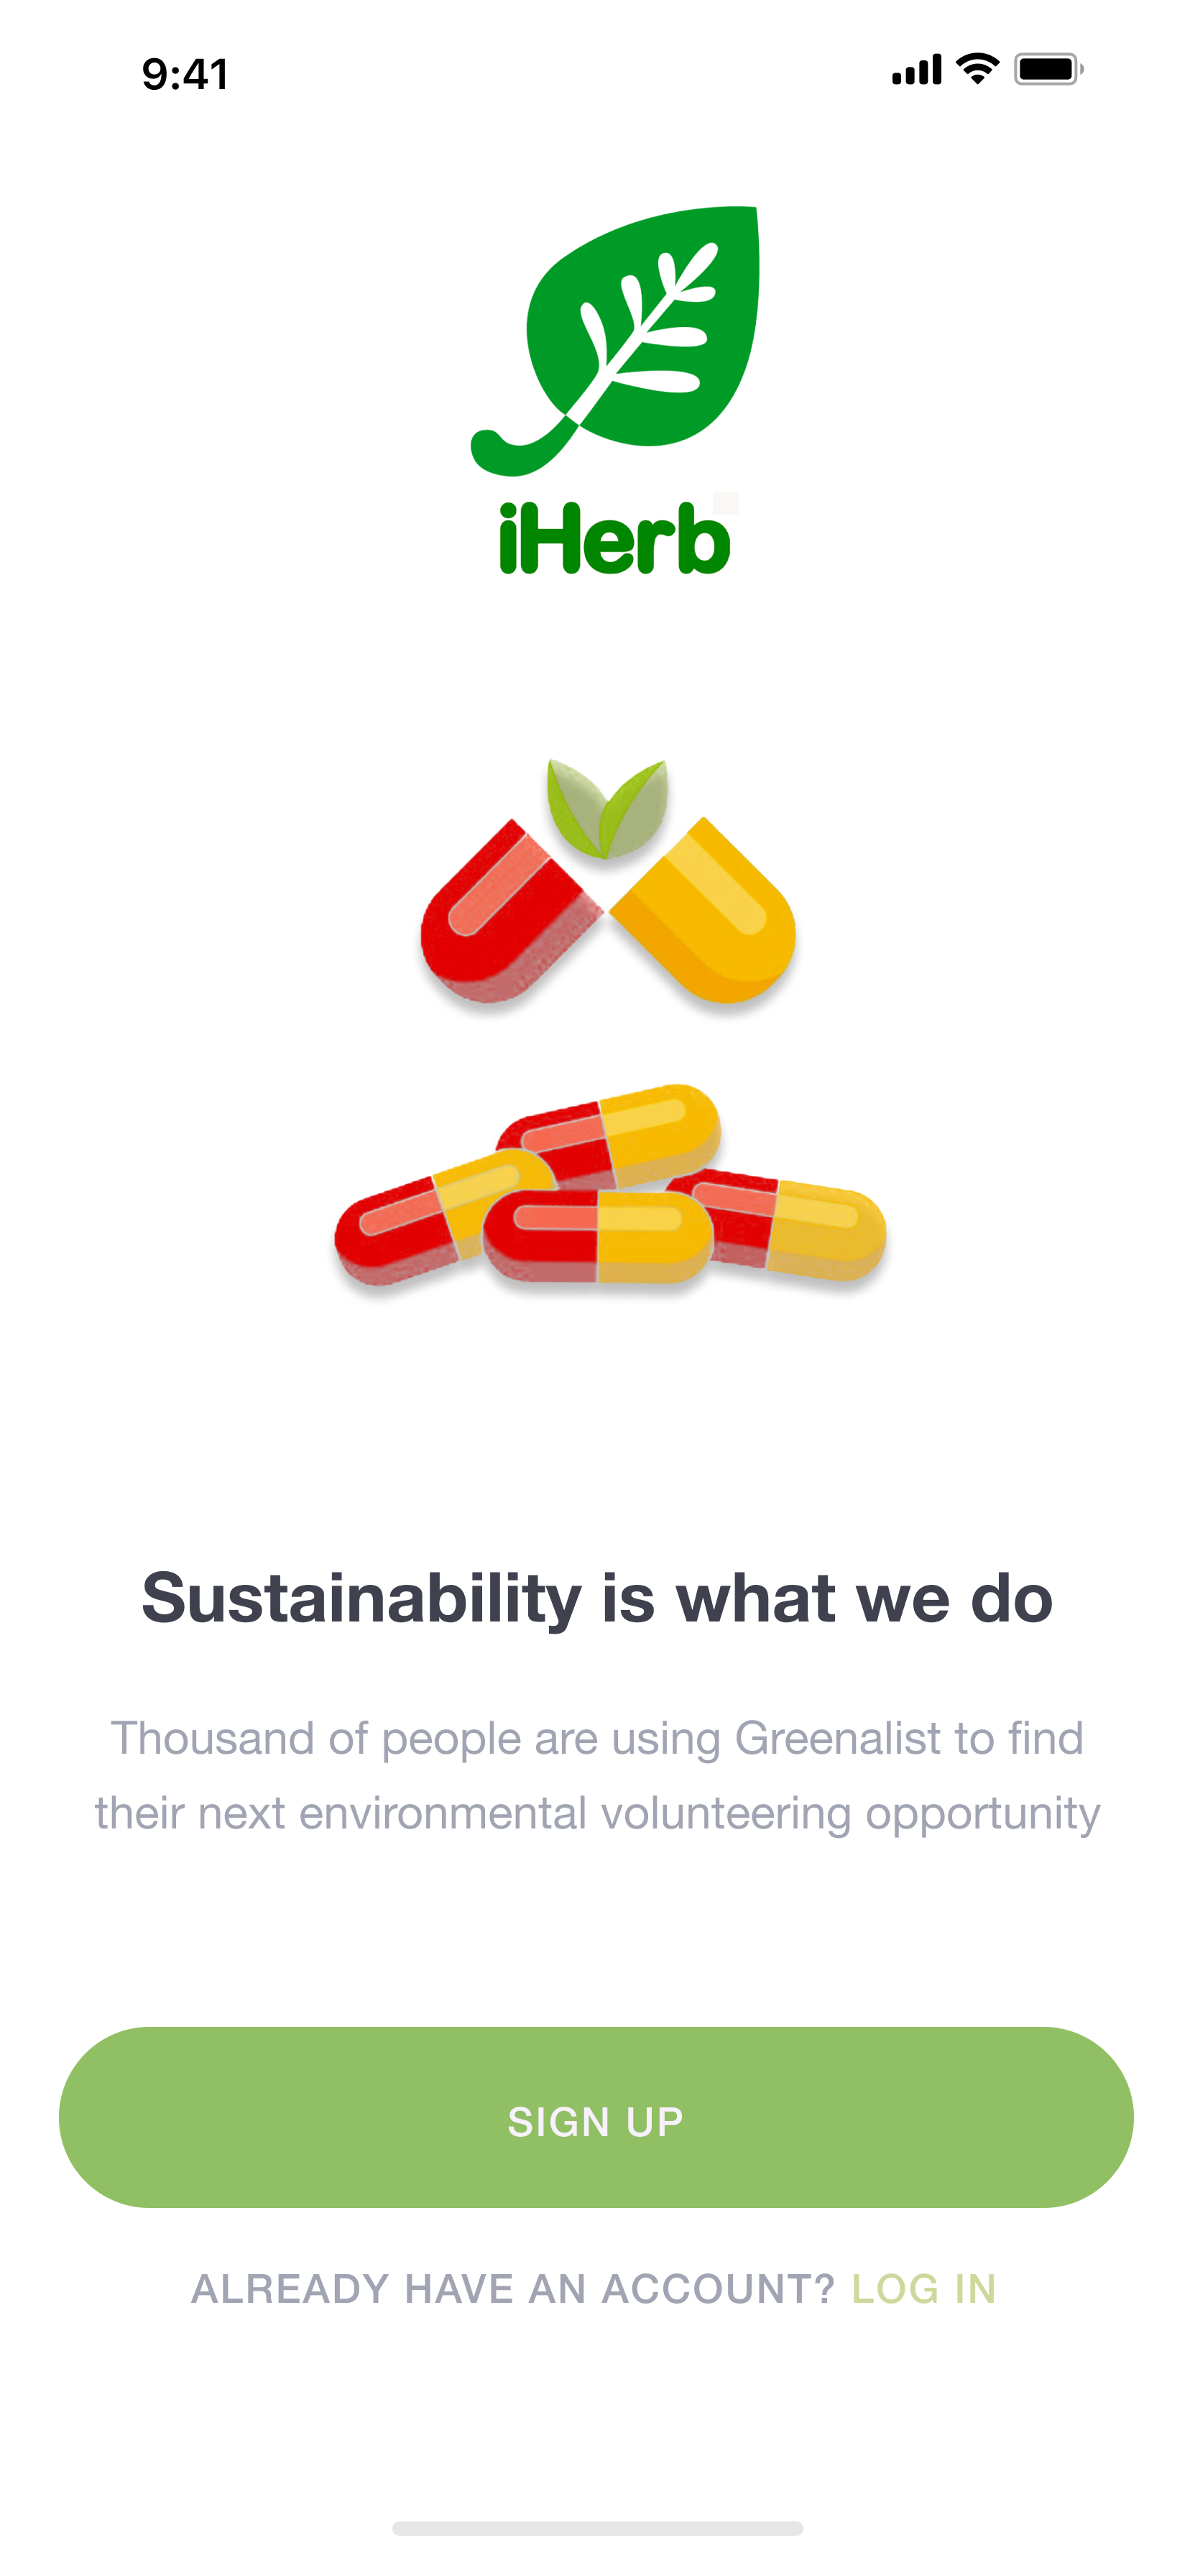 9:41
iHerb
Sustainability is what we do
Thousand of people are using Greenalist to find
their next environmental volunteering opportunity
SIGN UP
ALREADY HAVE AN ACCOUNT? LOG IN